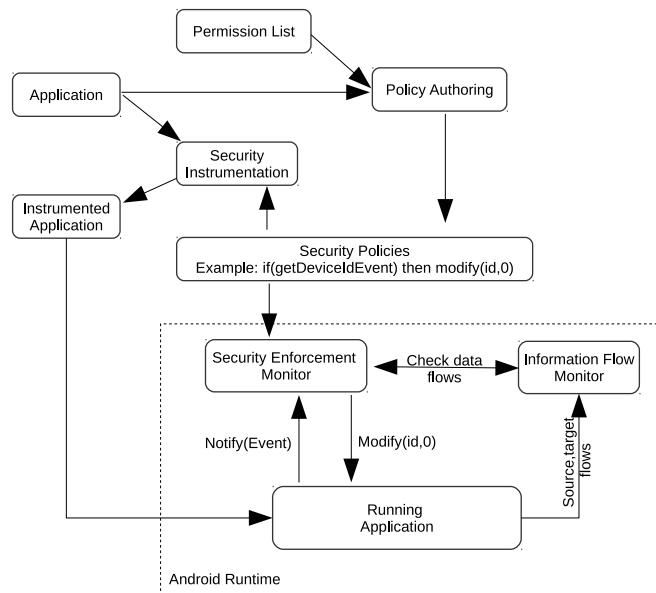 Permission List
Application
Policy Authoring
Security
Instrumentation
Instrumented
Application
Security Policies
Example: if(getDeviceIdEvent) then modify(id,0)
Security Enforcement
Monitor
Check data
flows
Information Flow
Monitor
Notify(Event)
Modify(id,0)
Source,target
flows
Running
Application
Android Runtime